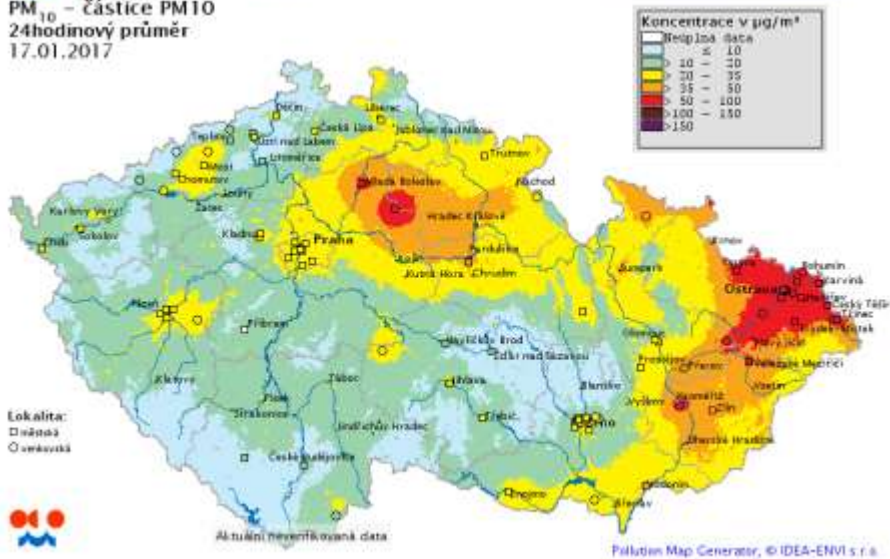 PM₁₀ - částice PM10
24hodinový průměr
17.01.2017
Koncentrace v µg/m³
Neúplná data
≤ 10
> 10 - 20
> 20 - 35
> 35 - 50
> 50 - 100
>100 - 150
>150
Děčín
Liberec
Teplice
Česká Lípa
Jablonec nad Nisou
Ústí nad Labem
Litoměřice
Most
Trutnov
Chomutov
Louny
Mladá Boleslav
Náchod
Karlovy Vary
Žatec
Hradec Králové
Sokolov
Kladno
Praha
Cheb
Kolín
Pardubice
Kutná Hora
Chrudim
Šumperk
Krnov
Opava
Bohumín
Karviná
Ostrava
Český Těšín
Třinec
Frýdek-Místek
Plzeň
Příbram
Havlíčkův Brod
Žďár nad Sázavou
Olomouc
Nový Jičín
Prostějov
Přerov
Valašské Meziříčí
Klatovy
Tábor
Jihlava
Blansko
Vsetín
Písek
Vyškov
Kroměříž
Strakonice
Třebíč
Zlín
Brno
Jindřichův Hradec
Uherské Hradiště
České Budějovice
Hodonín
Znojmo
Břeclav
Lokalita:
městská
venkovská
Aktuální neverifikovaná data
Pollution Map Generator, © IDEA-ENVI s.r.o.